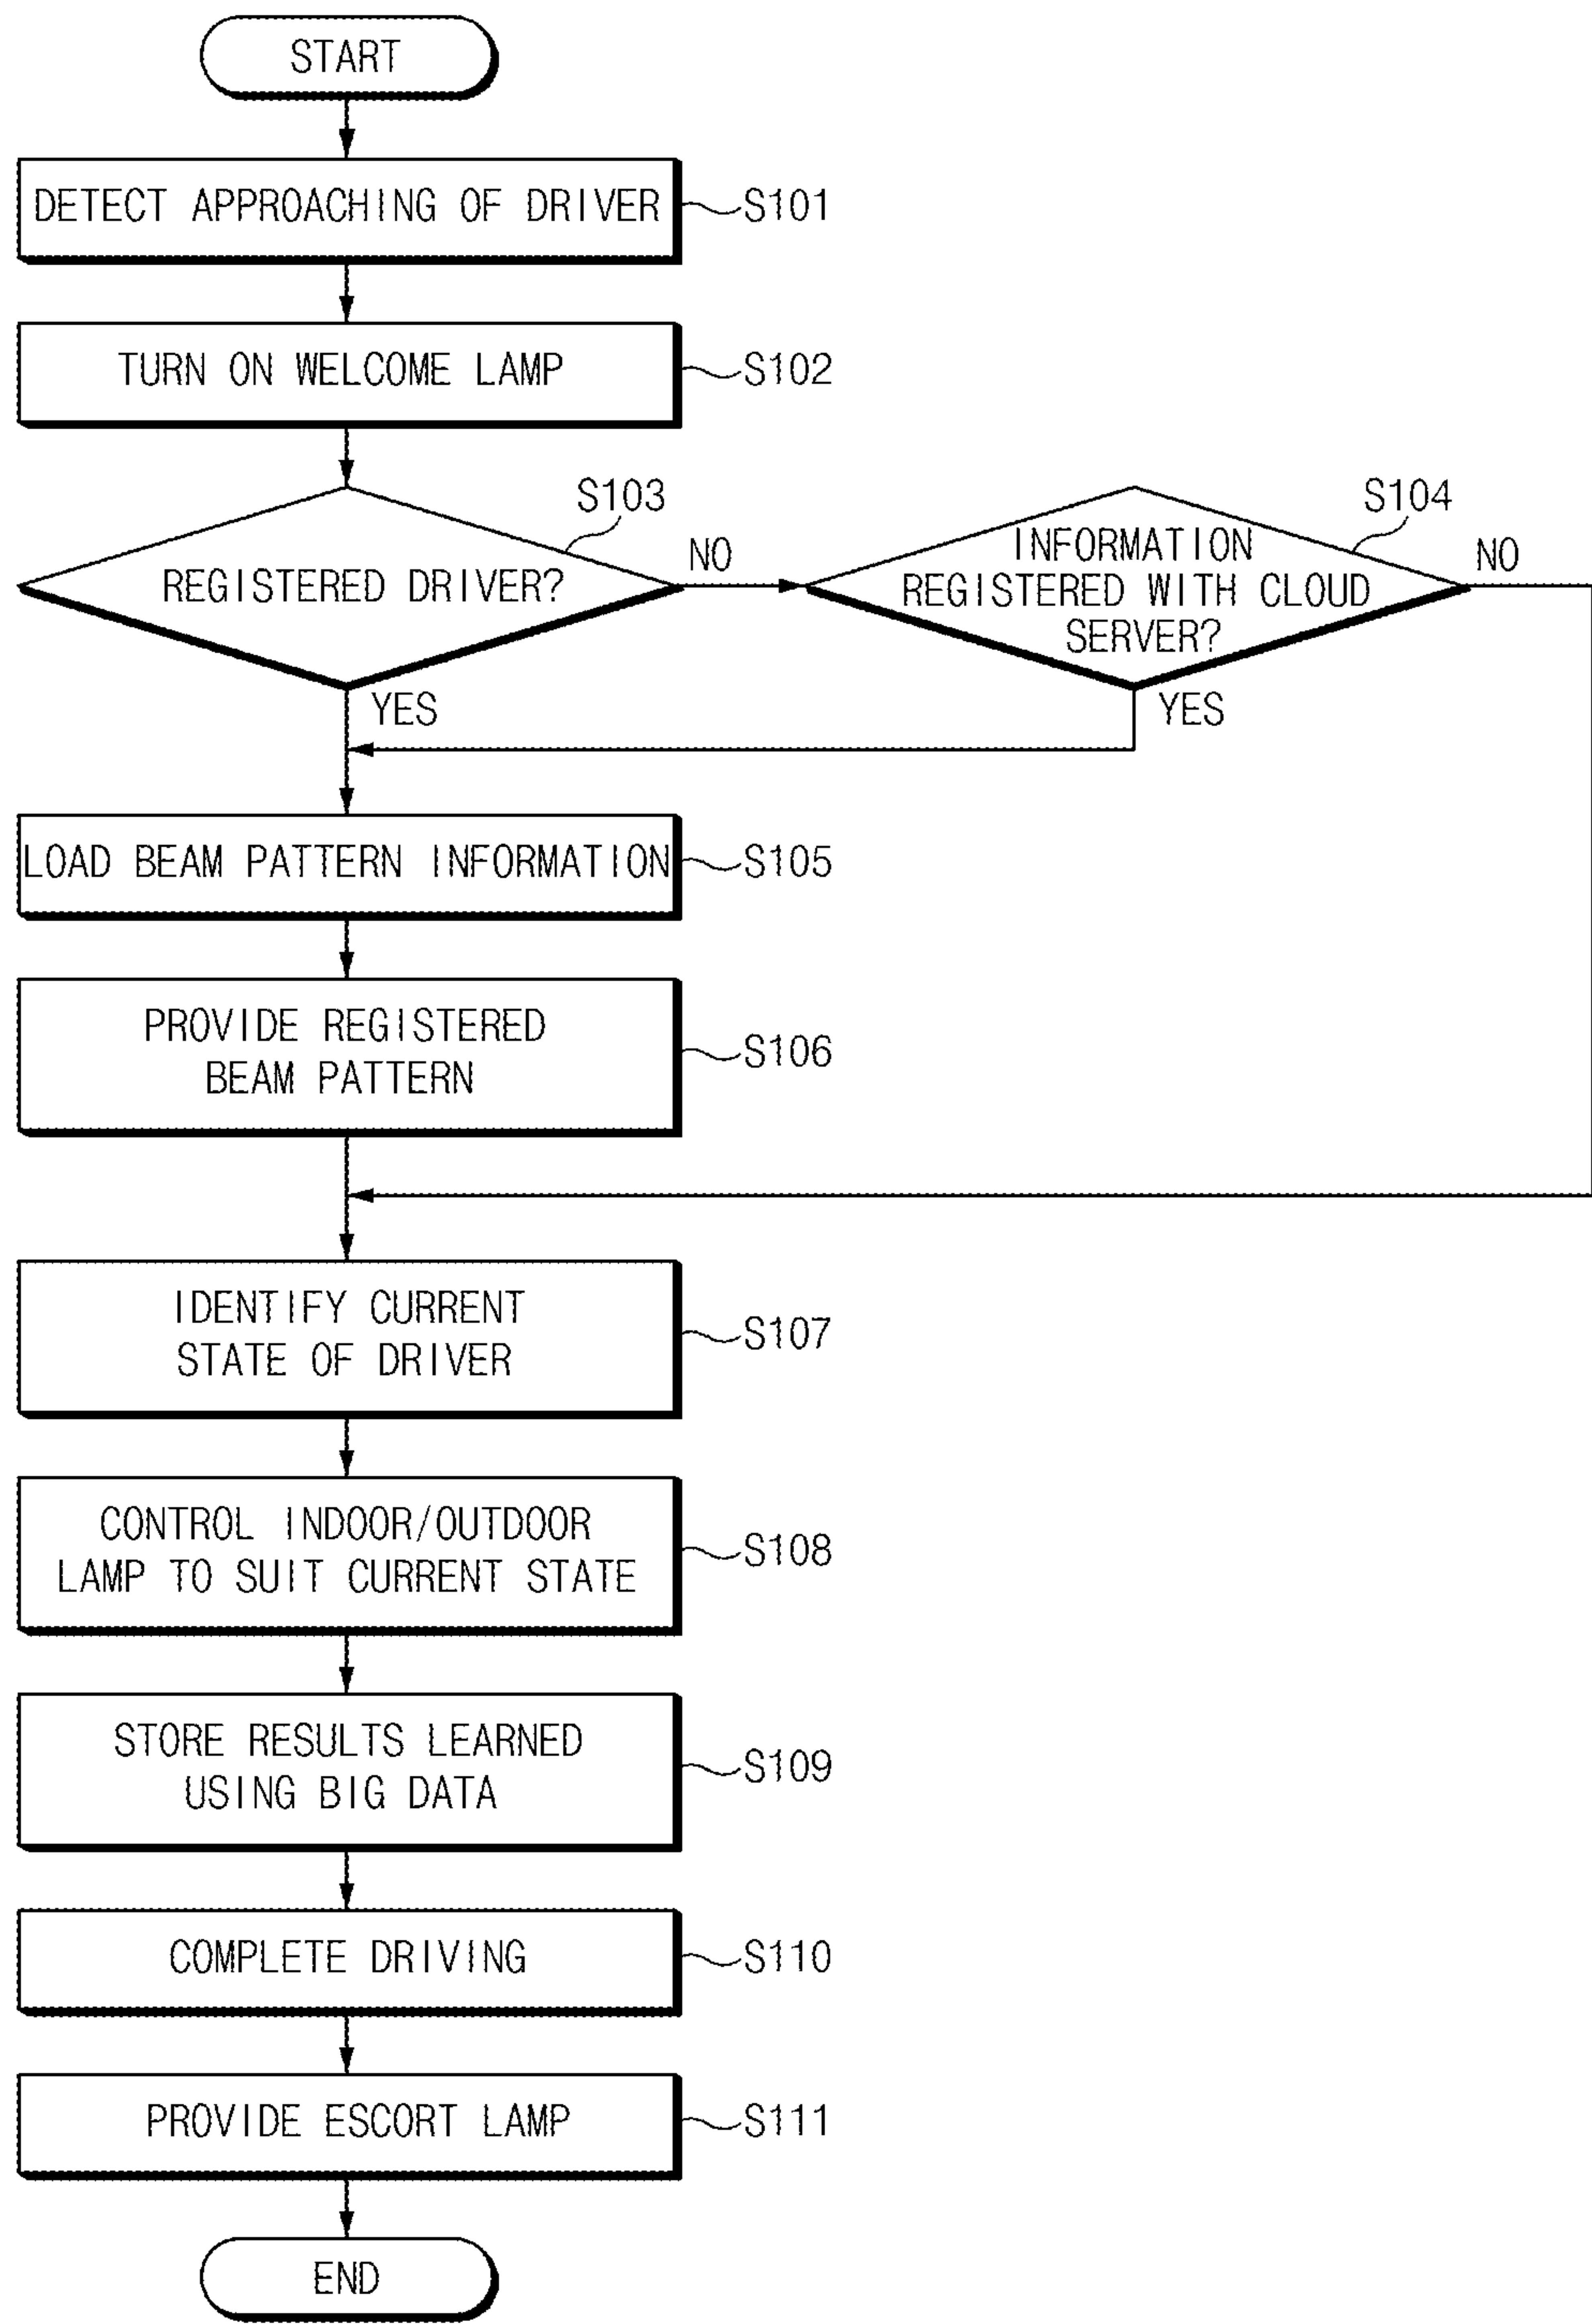 START
DETECT APPROACHING OF DRIVER
S101
TURN ON WELCOME LAMP
S102
S103
REGISTERED DRIVER?
NO
S104
INFORMATION
REGISTERED WITH CLOUD
SERVER?
NO
YES
YES
LOAD BEAM PATTERN INFORMATION
S105
PROVIDE REGISTERED
BEAM PATTERN
S106
IDENTIFY CURRENT
STATE OF DRIVER
S107
CONTROL INDOOR/OUTDOOR
LAMP TO SUIT CURRENT STATE
S108
STORE RESULTS LEARNED
USING BIG DATA
S109
COMPLETE DRIVING
S110
PROVIDE ESCORT LAMP
S111
END